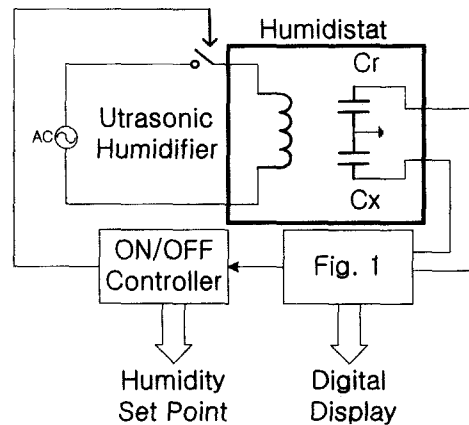 Humidistat
Cr
Utrasonic
Humidifier
AC
Cx
ON/OFF
Controller
Fig. 1
Humidity
Set Point
Digital
Display